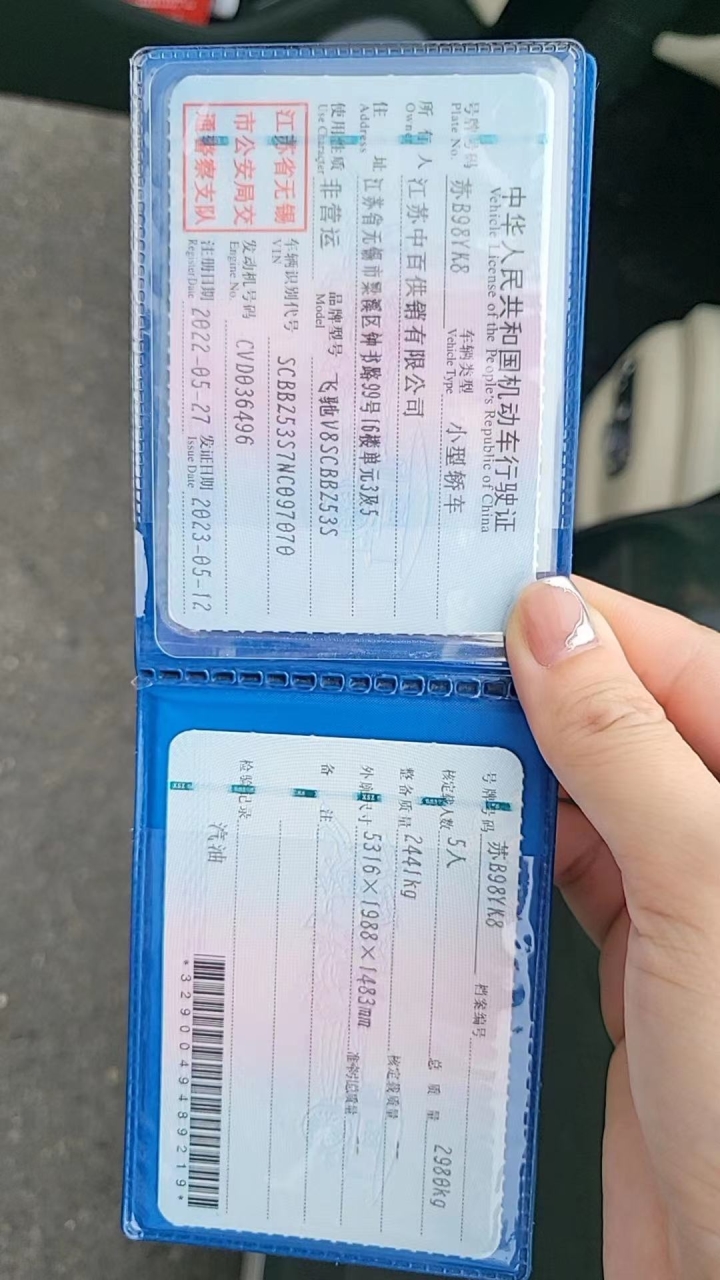 中华人民共和国机动车行驶证
Vehicle License of the People's Republic of China
号牌号码 苏B98YK8 车辆类型 小型轿车
Plate No. Vehicle Type
所有人 江苏中百供销有限公司
Owner
住址 江苏省无锡市梁溪区钟书路99号16楼单元3及5
Address
使用性质 非营运 品牌型号 飞驰V8SCBBZ53S
Use Character Model
江苏省无锡
市公安局交
通警察支队
车辆识别代号 SCBBZ53S7NC097070
VIN
发动机号码 CVD036496
Engine No.
注册日期 2022-05-27 发证日期 2023-05-12
Register Date Issue Date
号牌号码 苏B98YK8 档案编号
核定载人数 5人 总质量 2980kg
整备质量 2441kg 核定载质量
外廓尺寸 5316×1988×1483mm 准牵引总质量
备注
检验记录
汽油
*3290049489219*